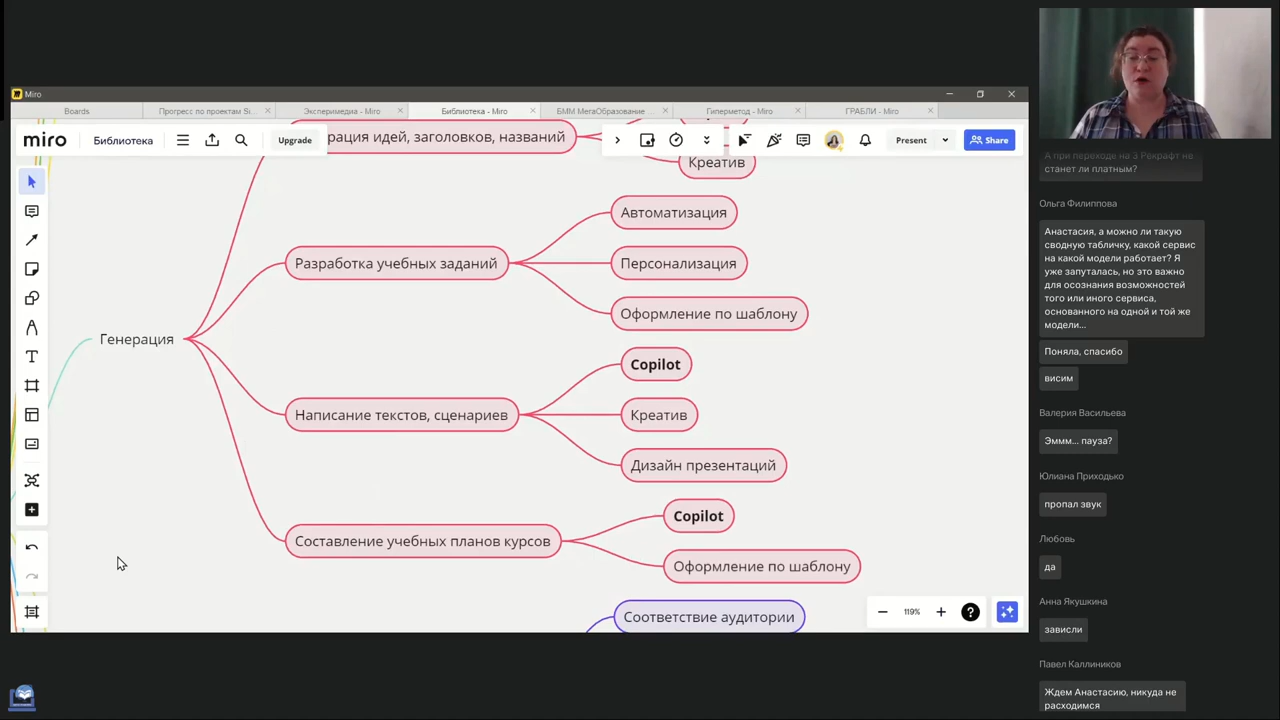 Miro
Boards
Прогресс по проектам Si...
Экспримедиа - Miro
Библиотека - Miro
БММ МегаОбразование
Гиперметод - Miro
ГРАБЛИ - Miro
miro
Библиотека
Upgrade
Present
Share
рация идей, заголовков, названий
Креатив
Автоматизация
Разработка учебных заданий
Персонализация
Оформление по шаблону
Генерация
Copilot
Написание текстов, сценариев
Креатив
Дизайн презентаций
Copilot
Составление учебных планов курсов
Оформление по шаблону
Соответствие аудитории
119%
А при переходе на 3 Рекрафт не
станет ли платным?
Ольга Филиппова
Анастасия, а можно ли такую
сводную табличку, какой сервис
на какой модели работает? Я
уже запуталась, но это важно
для осознания возможностей
того или иного сервиса,
основанного на одной и той же
модели...
Поняла, спасибо
висим
Валерия Васильева
Эммм... пауза?
Юлиана Приходько
пропал звук
Любовь
да
Анна Якушкина
зависли
Павел Каллиников
Ждем Анастасию, никуда не
расходимся